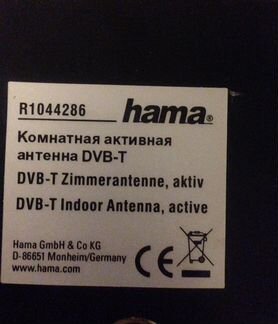 R1044286 hama®
Комнатная активная
антенна DVB-T
DVB-T Zimmerantenne, aktiv
DVB-T Indoor Antenna, active
Hama GmbH & Co KG
D-86651 Monheim/Germany
www.hama.com
CE